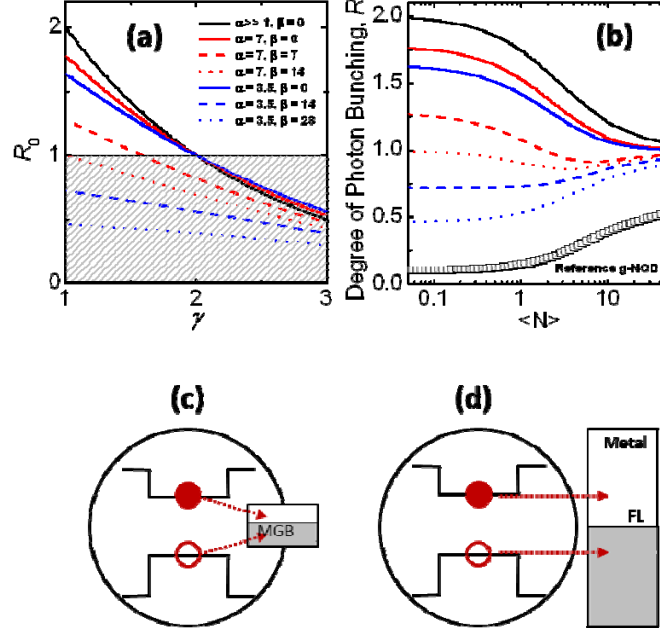 (a)
α>> 1, β = 0
α= 7, β = 0
α= 7, β = 7
α= 7, β = 14
α= 3.5, β = 0
α= 3.5, β = 14
α= 3.5, β = 28
2
1
0
R0
1
2
3
γ
(b)
Degree of Photon Bunching, R
2.0
1.5
1.0
0.5
0.0
Reference g-NQD
0.1
1
10
<N>
(c)
MGB
(d)
Metal
FL